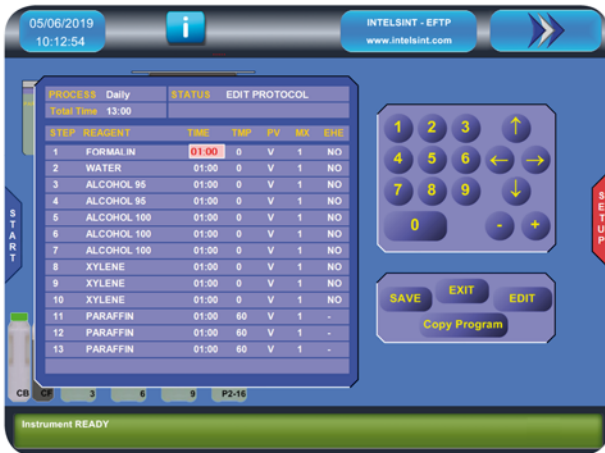 05/06/2019
10:12:54
i
INTELSINT - EFTP
www.intelsint.com
PROCESS Daily STATUS EDIT PROTOCOL
Total Time 13:00
STEP REAGENT TIME TMP PV MX EHE
1 FORMALIN 01:00 0 V 1 NO
2 WATER 01:00 0 V 1 NO
3 ALCOHOL 95 01:00 0 V 1 NO
4 ALCOHOL 95 01:00 0 V 1 NO
5 ALCOHOL 100 01:00 0 V 1 NO
6 ALCOHOL 100 01:00 0 V 1 NO
7 ALCOHOL 100 01:00 0 V 1 NO
8 XYLENE 01:00 0 V 1 NO
9 XYLENE 01:00 0 V 1 NO
10 XYLENE 01:00 0 V 1 NO
11 PARAFFIN 01:00 60 V 1 -
12 PARAFFIN 01:00 60 V 1 -
13 PARAFFIN 01:00 60 V 1 -
START
1 2 3 ↑
4 5 6 ← →
7 8 9 ↓
0 - +
SETUP
SAVE EXIT EDIT
Copy Program
CB CF 3 6 9 P2-16
Instrument READY